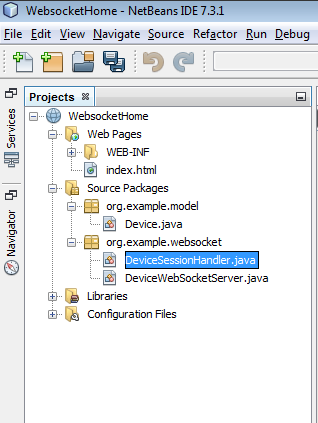 WebsocketHome - NetBeans IDE 7.3.1
File Edit View Navigate Source Refactor Run Debug
Projects
Services
Navigator
WebsocketHome
Web Pages
WEB-INF
index.html
Source Packages
org.example.model
Device.java
org.example.websocket
DeviceSessionHandler.java
DeviceWebSocketServer.java
Libraries
Configuration Files